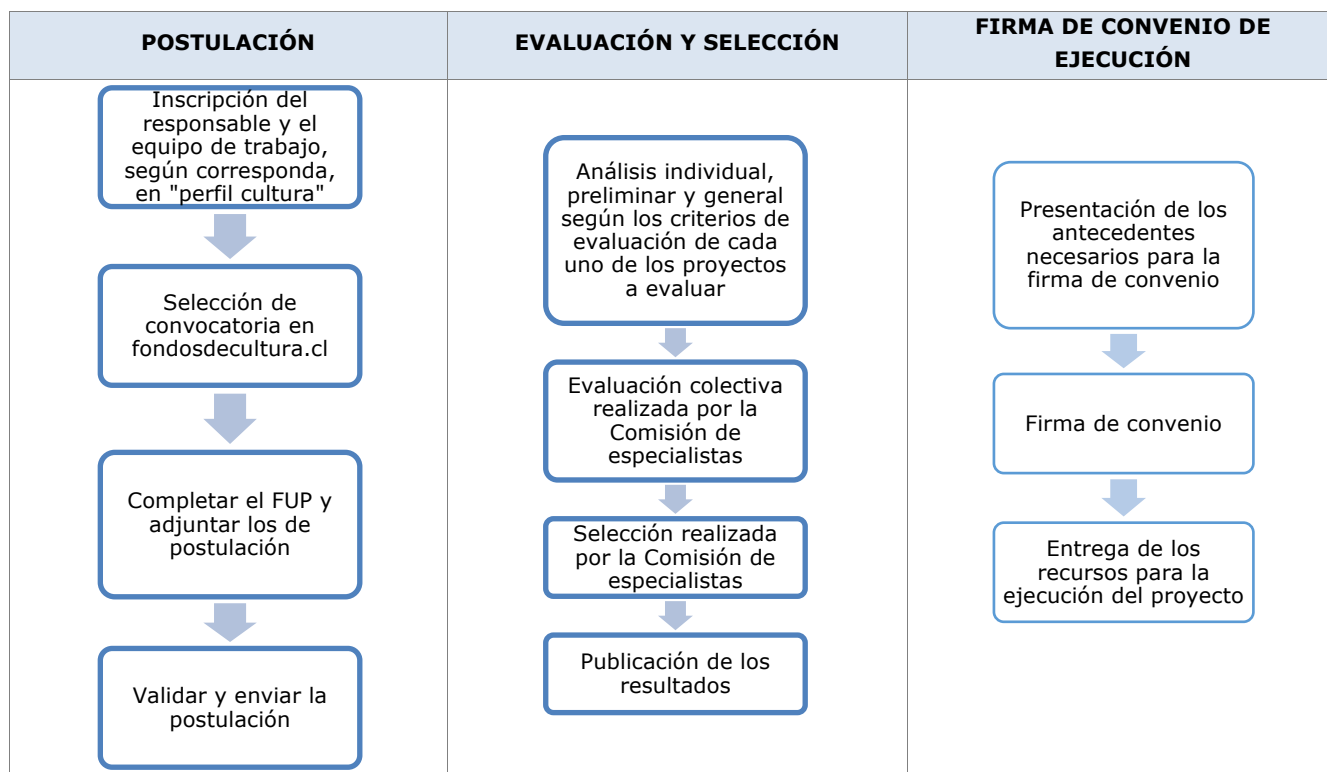 POSTULACIÓN
Inscripción del
responsable y el
equipo de trabajo,
según corresponda,
en "perfil cultura"
Selección de
convocatoria en
fondosdecultura.cl
Completar el FUP y
adjuntar los de
postulación
Validar y enviar la
postulación
EVALUACIÓN Y SELECCIÓN
Análisis individual,
preliminar y general
según los criterios de
evaluación de cada
uno de los proyectos
a evaluar
Evaluación colectiva
realizada por la
Comisión de
especialistas
Selección realizada
por la Comisión de
especialistas
Publicación de los
resultados
FIRMA DE CONVENIO DE
EJECUCIÓN
Presentación de los
antecedentes
necesarios para la
firma de convenio
Firma de convenio
Entrega de los
recursos para la
ejecución del proyecto